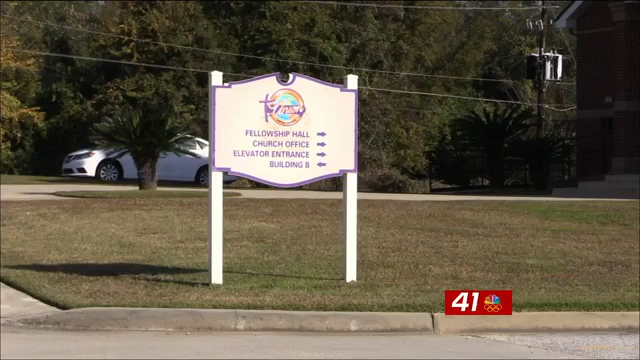 Union
FELLOWSHIP HALL →
CHURCH OFFICE →
ELEVATOR ENTRANCE →
BUILDING B ←
41